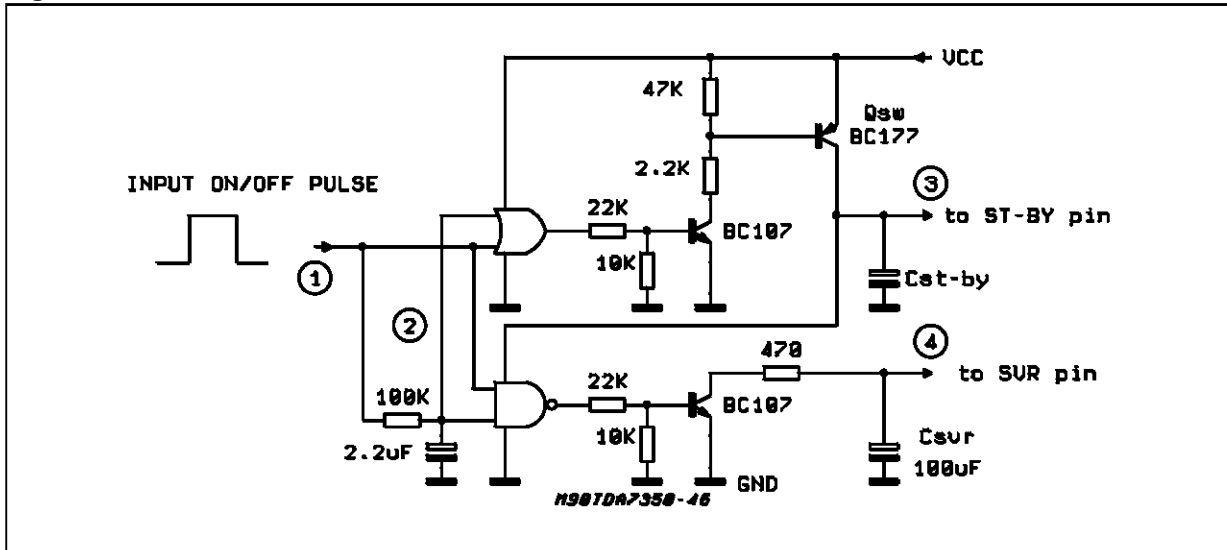 VCC
47K
Qsw
BC177
2.2K
INPUT ON/OFF PULSE
3
22K
to ST-BY pin
BC107
10K
1
Cst-by
2
4
470
22K
to SVR pin
100K
BC107
10K
Csvr
2.2uF
100uF
GND
M90TDA7350-46